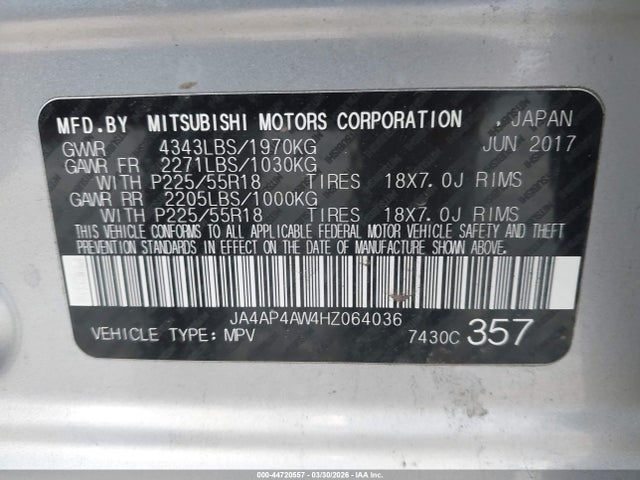 MFD.BY MITSUBISHI MOTORS CORPORATION , JAPAN
GVWR 4343LBS/1970KG JUN 2017
GAWR FR 2271LBS/1030KG
WITH P225/55R18 TIRES 18X7.0J RIMS
GAWR RR 2205LBS/1000KG
WITH P225/55R18 TIRES 18X7.0J RIMS
THIS VEHICLE CONFORMS TO ALL APPLICABLE FEDERAL MOTOR VEHICLE SAFETY AND THEFT
PREVENTION STANDARDS IN EFFECT ON THE DATE OF MANUFACTURE SHOWN ABOVE.
JA4AP4AW4HZ064036
VEHICLE TYPE: MPV 7430C 357
000-44720557 - 03/30/2026 - IAAI.COM